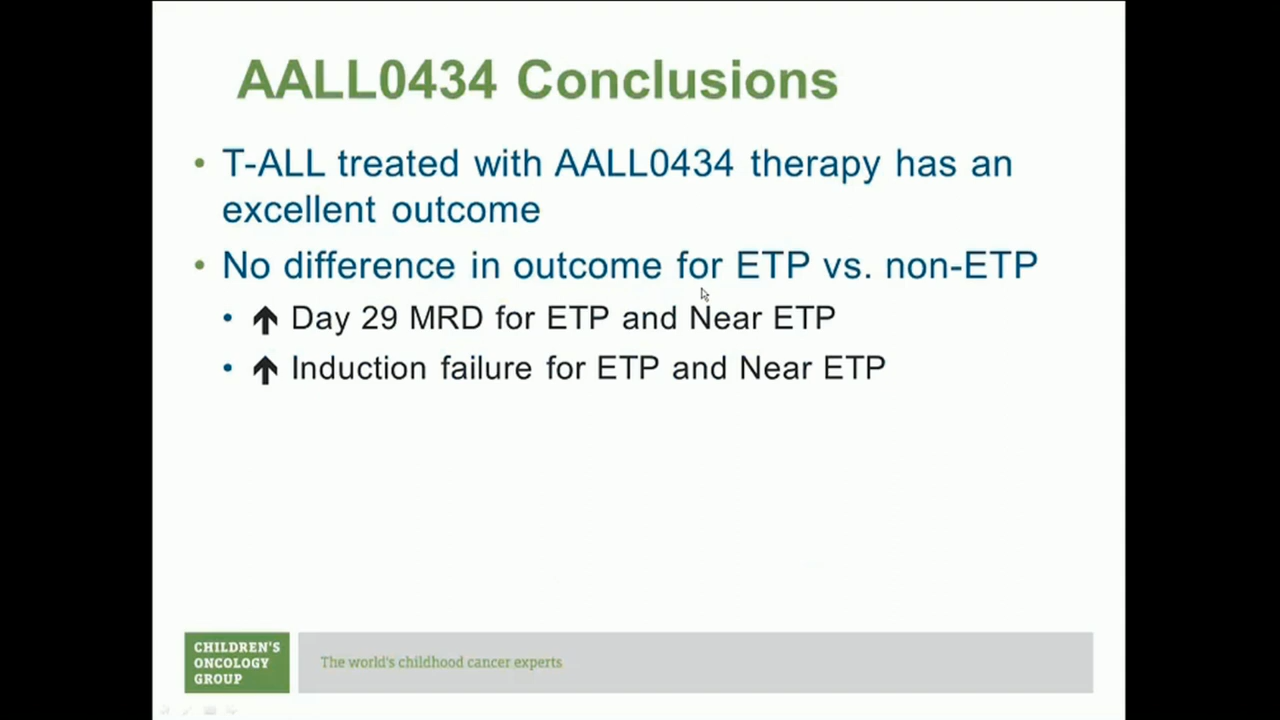 AALL0434 Conclusions
• T-ALL treated with AALL0434 therapy has an
excellent outcome
• No difference in outcome for ETP vs. non-ETP
• ↑ Day 29 MRD for ETP and Near ETP
• ↑ Induction failure for ETP and Near ETP
CHILDREN'S
ONCOLOGY
GROUP
The world's childhood cancer experts